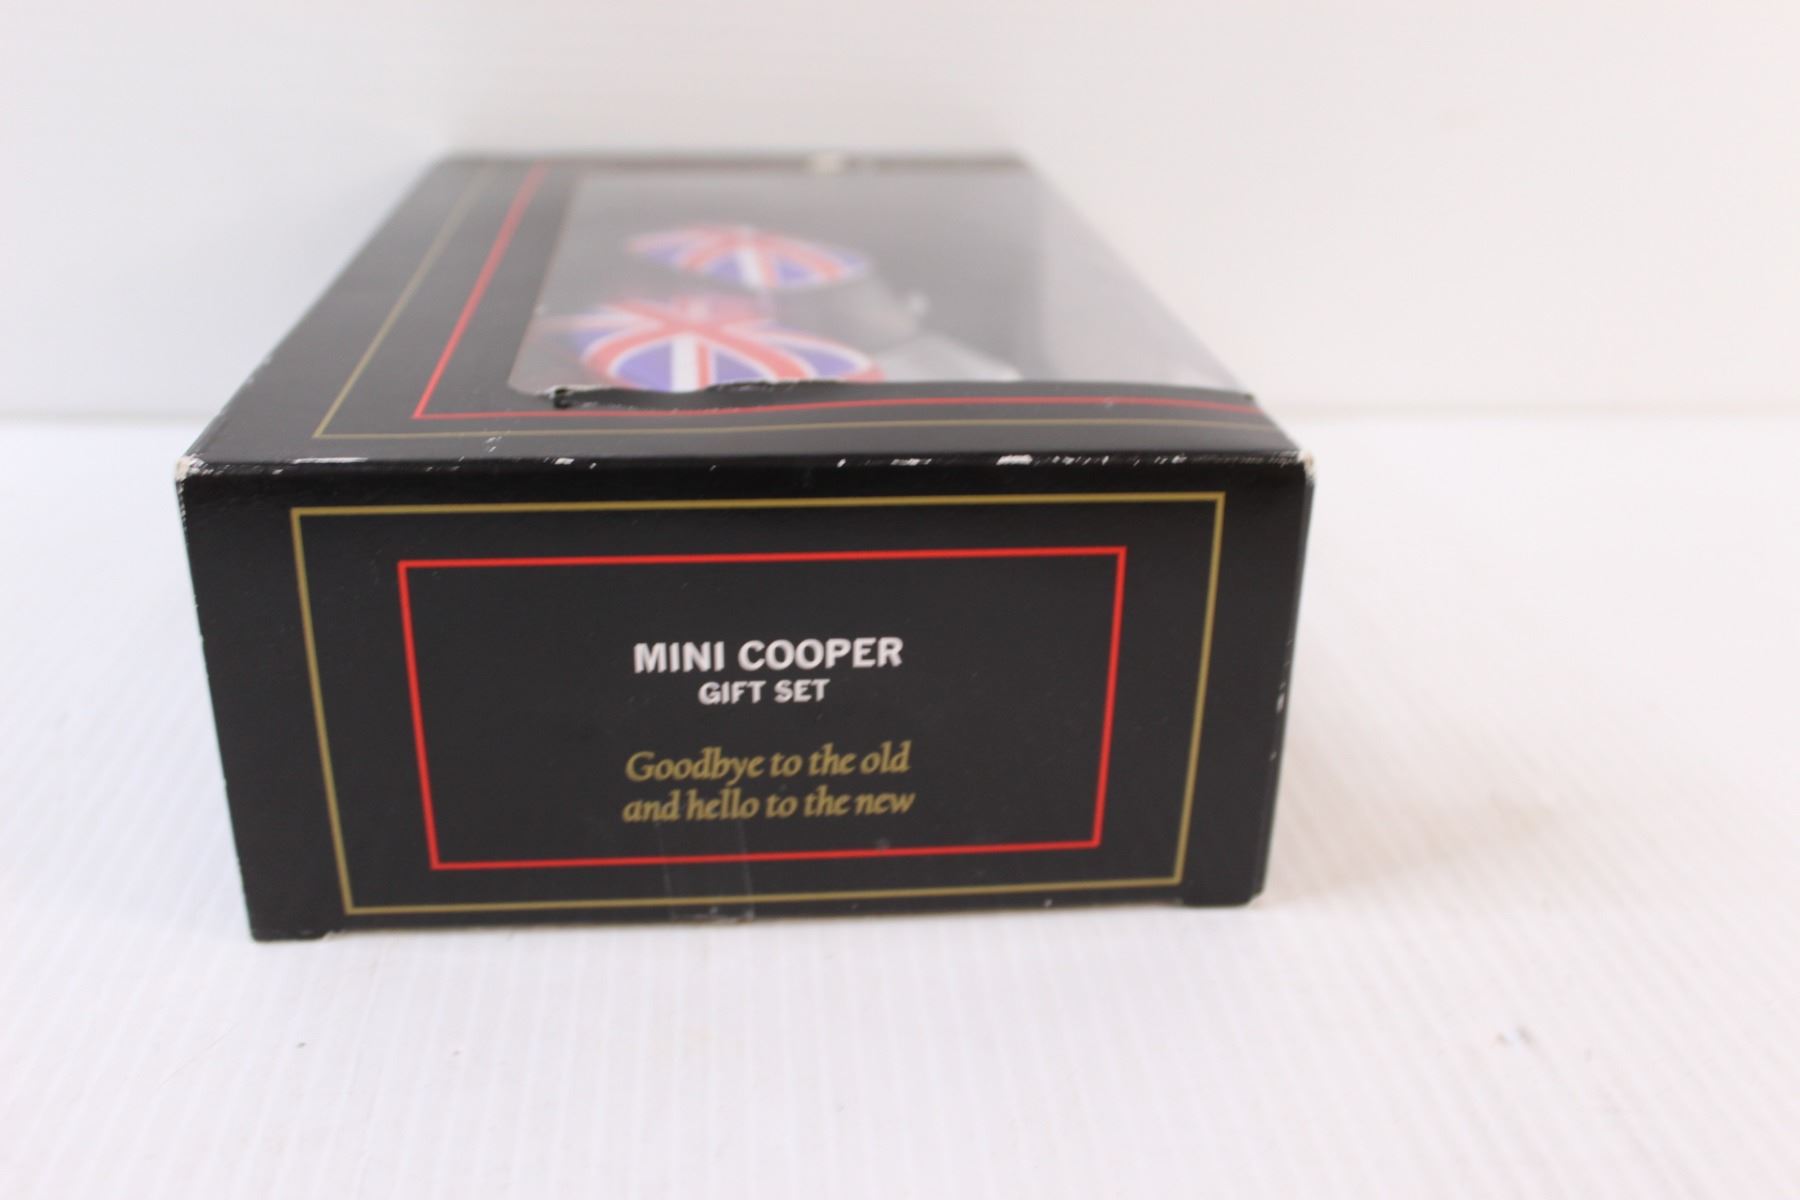 MINI COOPER
GIFT SET
Goodbye to the old
and hello to the new